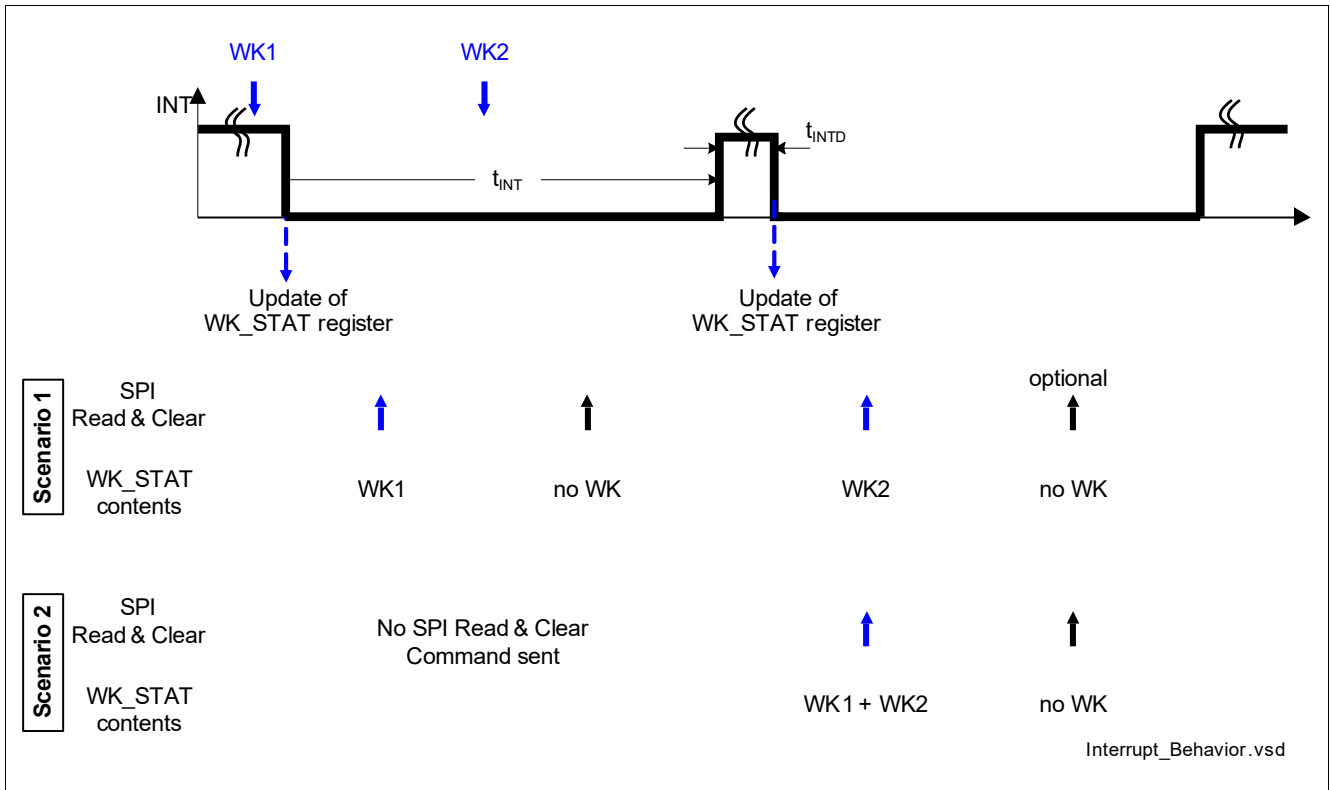 WK1
WK2
INT
tINTD
tINT
Update of
WK_STAT register
Update of
WK_STAT register
Scenario 1
SPI
Read & Clear
optional
WK_STAT
contents
WK1
no WK
WK2
no WK
Scenario 2
SPI
Read & Clear
No SPI Read & Clear
Command sent
WK_STAT
contents
WK1 + WK2
no WK
Interrupt_Behavior.vsd